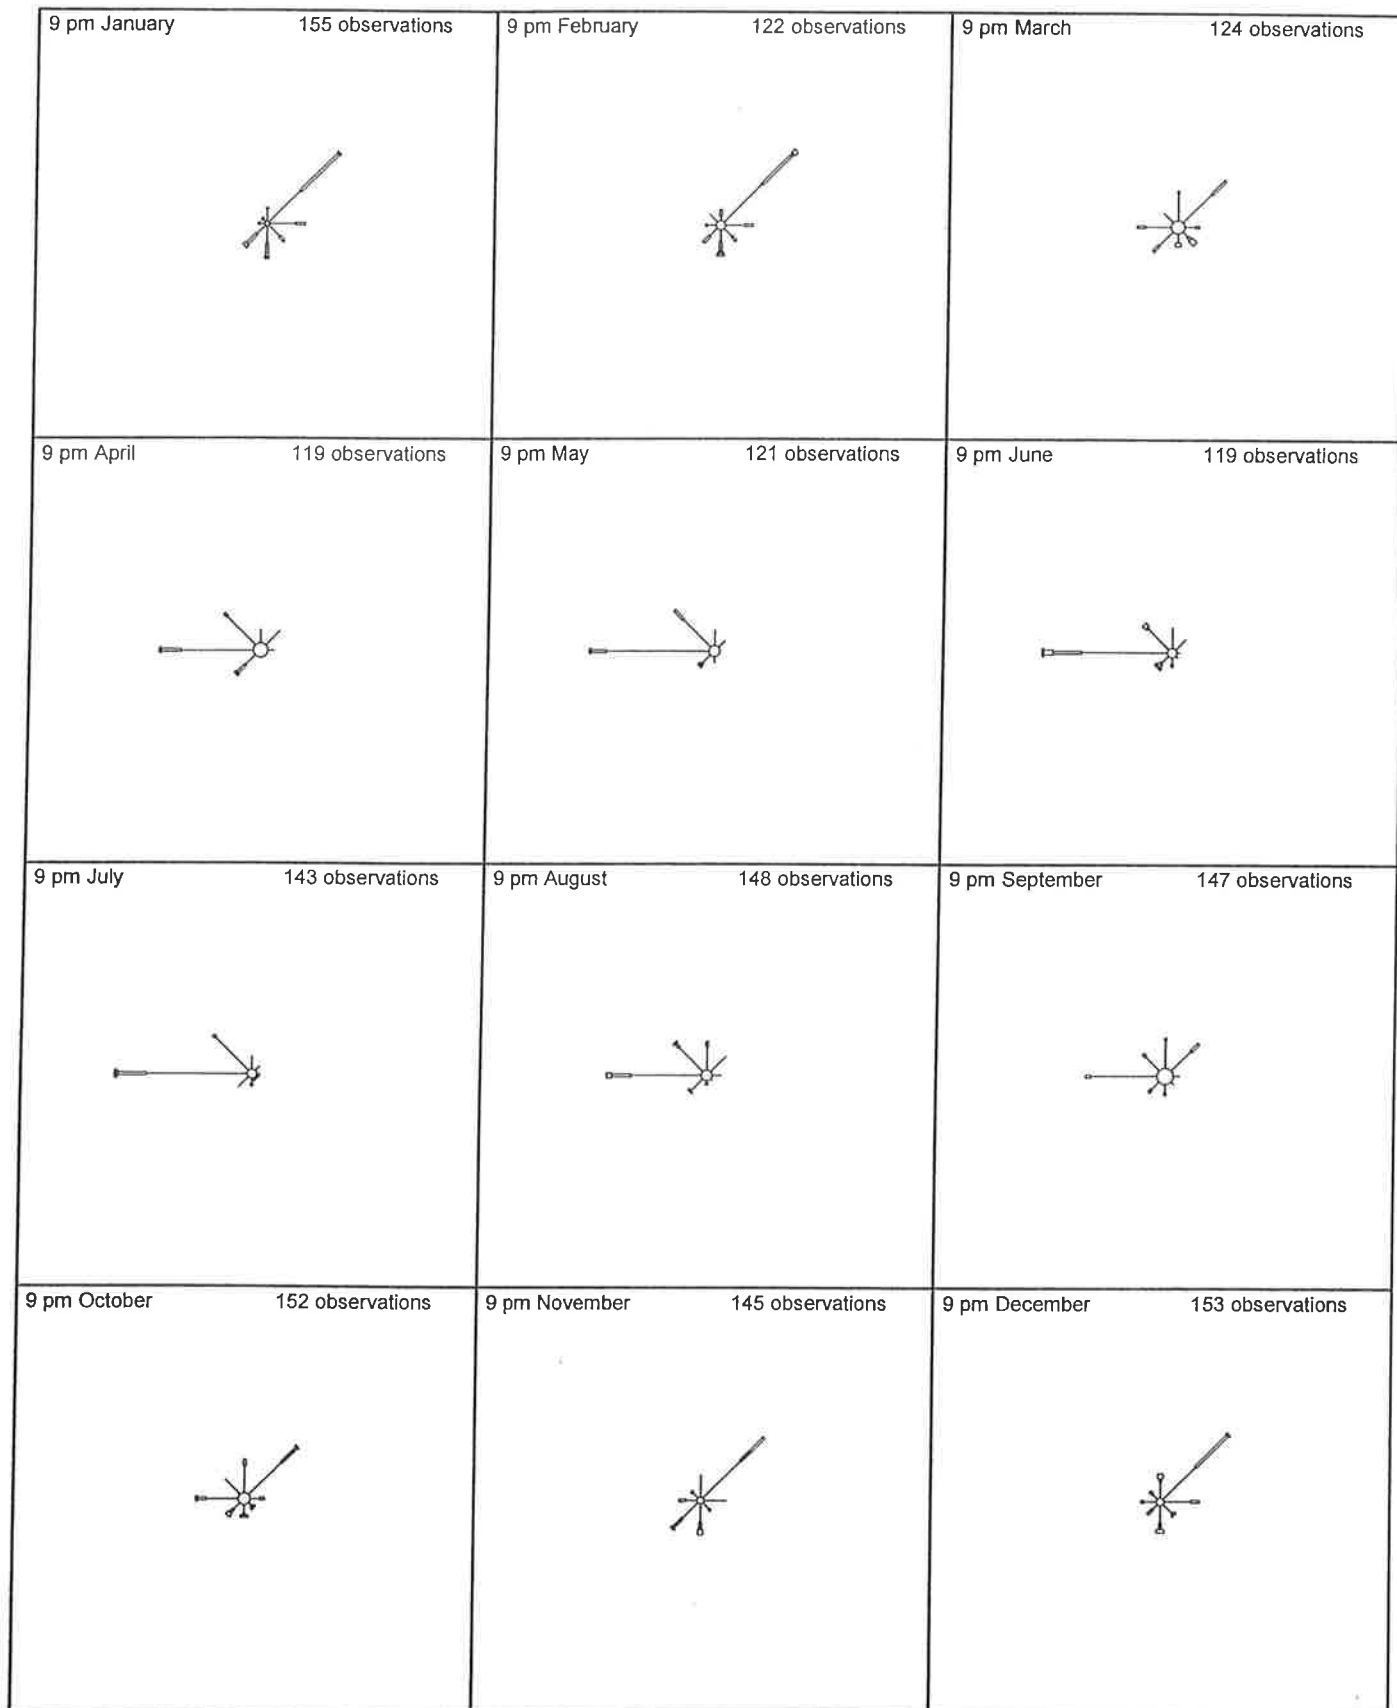 9 pm January 155 observations
9 pm February 122 observations
9 pm March 124 observations
9 pm April 119 observations
9 pm May 121 observations
9 pm June 119 observations
9 pm July 143 observations
9 pm August 148 observations
9 pm September 147 observations
9 pm October 152 observations
9 pm November 145 observations
9 pm December 153 observations